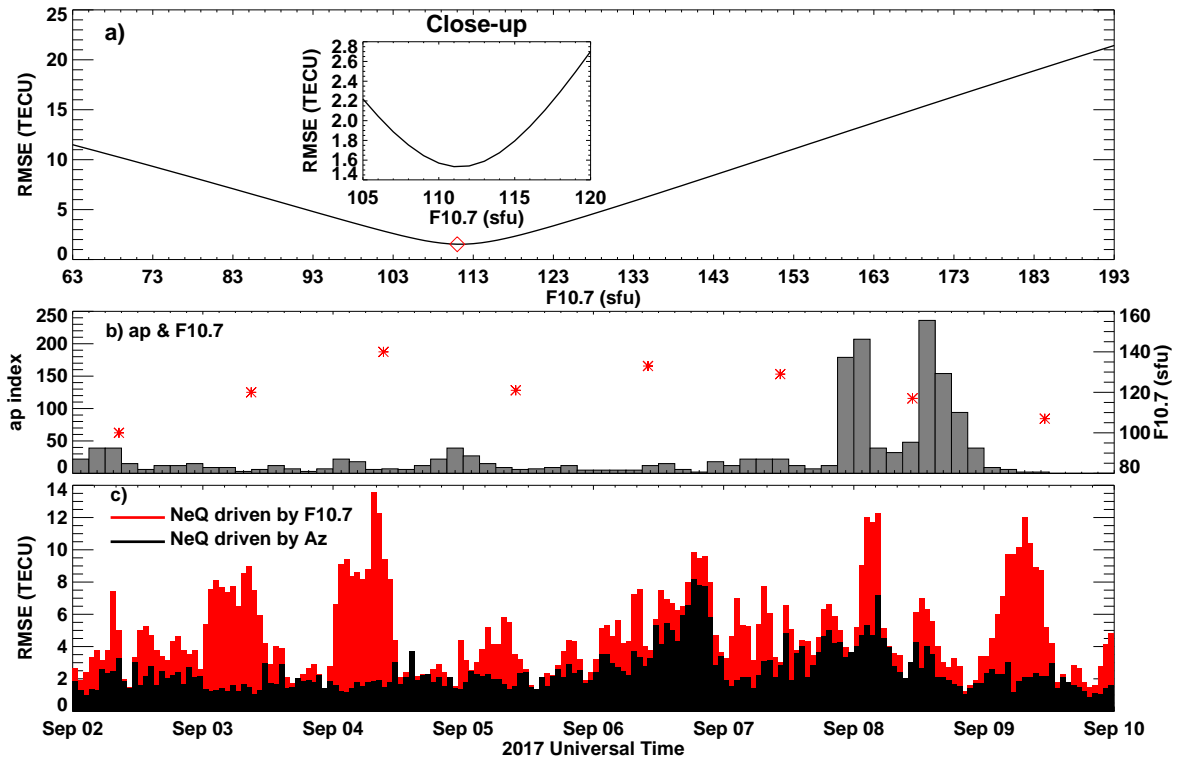 a)
Close-up
RMSE (TECU)
25
20
15
10
5
0
RMSE (TECU)
2.8
2.6
2.4
2.2
2.0
1.8
1.6
1.4
105 110 115 120
F10.7 (sfu)
63 73 83 93 103 113 123 133 143 153 163 173 183 193
F10.7 (sfu)
b) ap & F10.7
ap index
250
200
150
100
50
0
160
140
120
100
80
F10.7 (sfu)
c)
NeQ driven by F10.7
NeQ driven by Az
RMSE (TECU)
14
12
10
8
6
4
2
0
Sep 02 Sep 03 Sep 04 Sep 05 Sep 06 Sep 07 Sep 08 Sep 09 Sep 10
2017 Universal Time